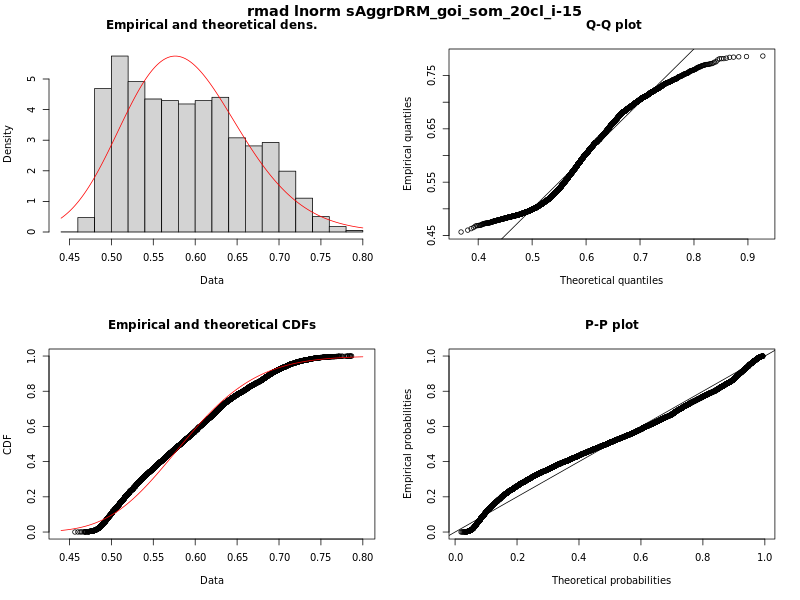 rmad lnorm sAggrDRM_goi_som_20cl_i-15
Empirical and theoretical dens.
Density
0 1 2 3 4 5
0.45 0.50 0.55 0.60 0.65 0.70 0.75 0.80
Data
Q-Q plot
Empirical quantiles
0.45 0.55 0.65 0.75
0.4 0.5 0.6 0.7 0.8 0.9
Theoretical quantiles
Empirical and theoretical CDFs
CDF
0.0 0.2 0.4 0.6 0.8 1.0
0.45 0.50 0.55 0.60 0.65 0.70 0.75 0.80
Data
P-P plot
Empirical probabilities
0.0 0.2 0.4 0.6 0.8 1.0
0.0 0.2 0.4 0.6 0.8 1.0
Theoretical probabilities